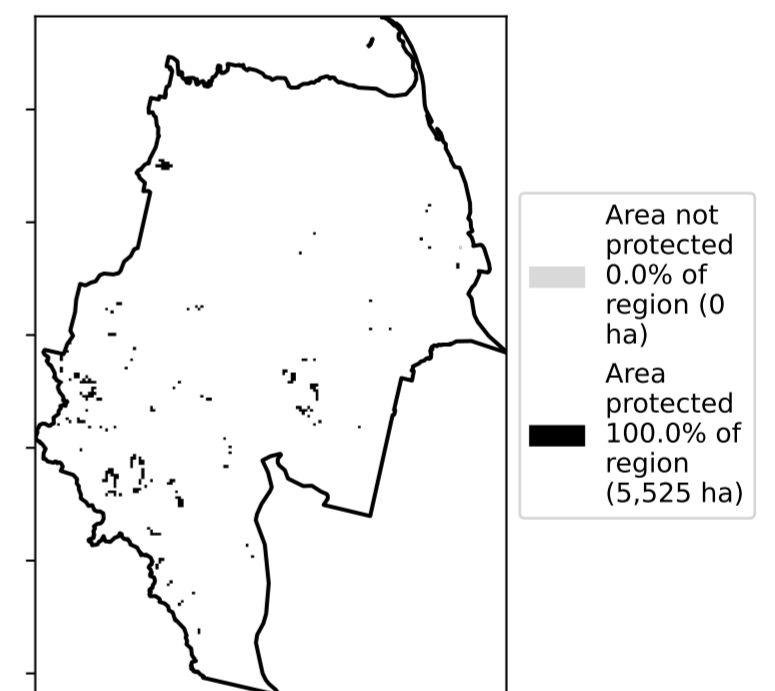 Area not
protected
0.0% of
region (0
ha)
Area
protected
100.0% of
region
(5,525 ha)